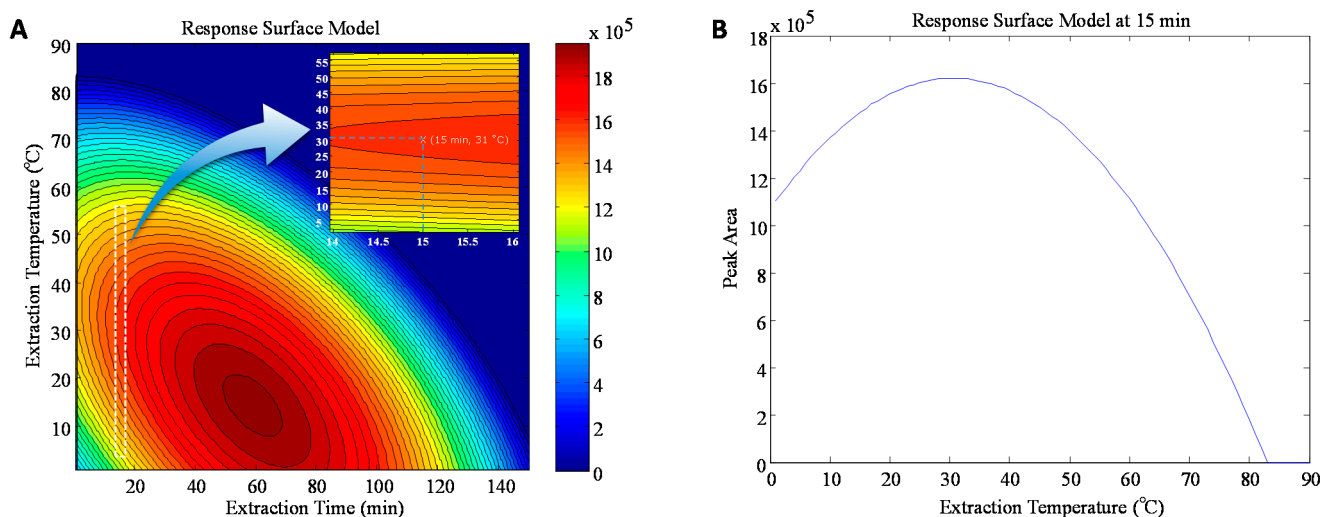 A
Response Surface Model
x 10⁵
90
80
70
60
50
40
30
20
10
Extraction Temperature (°C)
20 40 60 80 100 120 140
Extraction Time (min)
55
50
45
40
35
30
25
20
15
10
5
14 14.5 15 15.5 16
(15 min, 31 °C)
18
16
14
12
10
8
6
4
2
0
B
Response Surface Model at 15 min
x 10⁵
18
16
14
12
10
8
6
4
2
0
Peak Area
0 10 20 30 40 50 60 70 80 90
Extraction Temperature (°C)